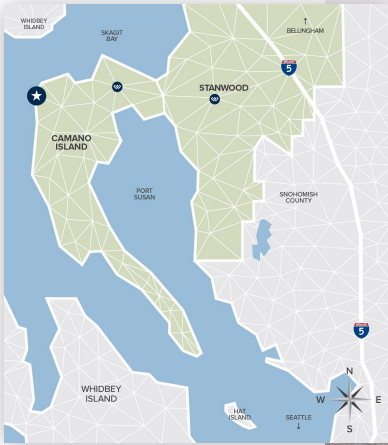 WHIDBEY
ISLAND
SKAGIT
BAY
↑
BELLINGHAM
5
STANWOOD
CAMANO
ISLAND
PORT
SUSAN
SNOHOMISH
COUNTY
5
N
W E
S
WHIDBEY
ISLAND
HAT
ISLAND
SEATTLE
↓